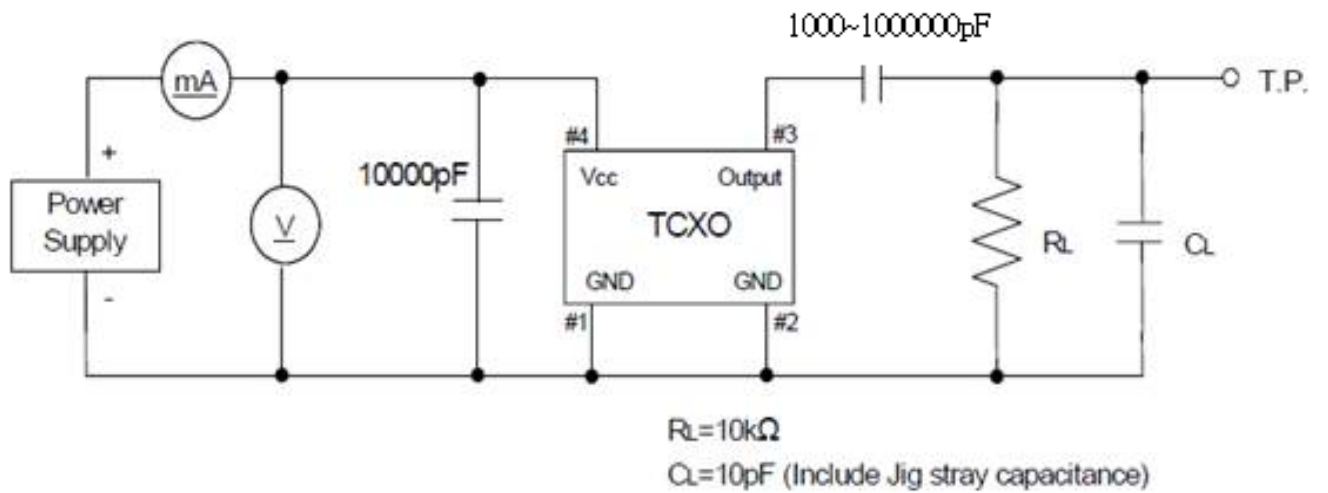 1000~1000000pF
mA
T.P.
+
#4
#3
Power
Supply
10000pF
Vcc
Output
V
TCXO
RL
CL
GND
GND
-
#1
#2
RL=10kΩ
CL=10pF (Include Jig stray capacitance)